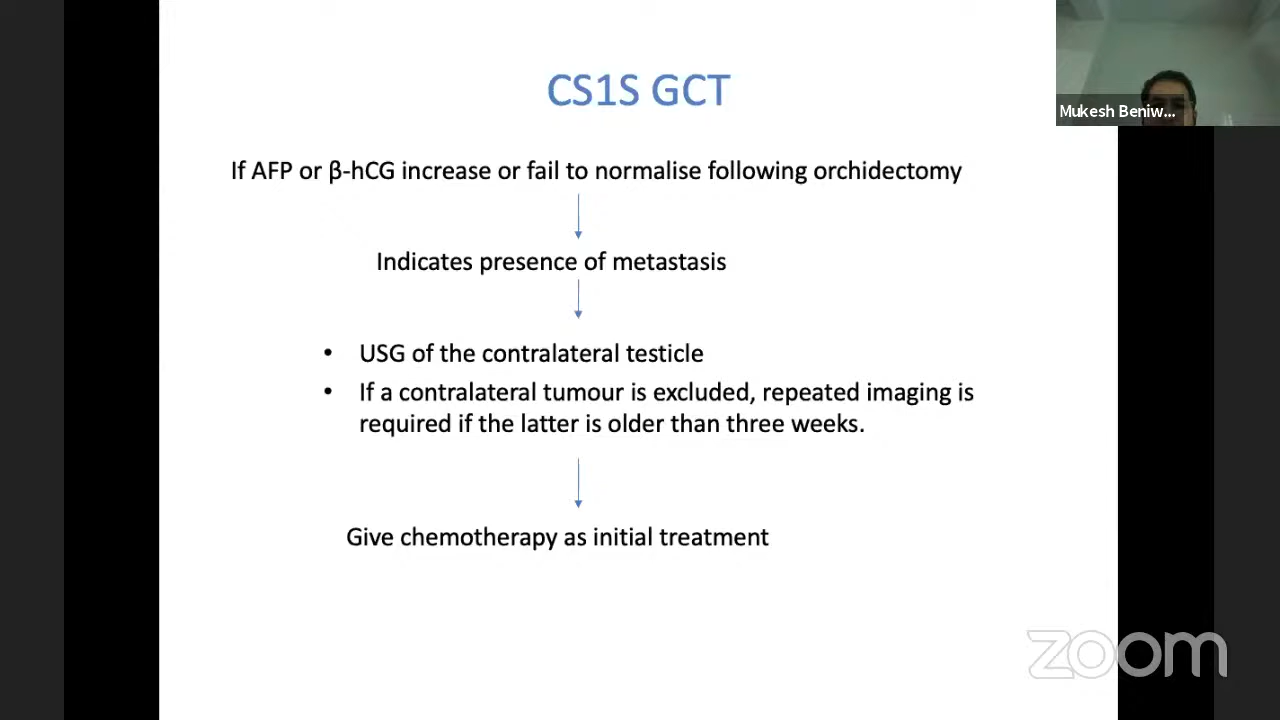 CS1S GCT
Mukesh Beniw...
If AFP or β-hCG increase or fail to normalise following orchidectomy
Indicates presence of metastasis
• USG of the contralateral testicle
• If a contralateral tumour is excluded, repeated imaging is
required if the latter is older than three weeks.
Give chemotherapy as initial treatment
zoom